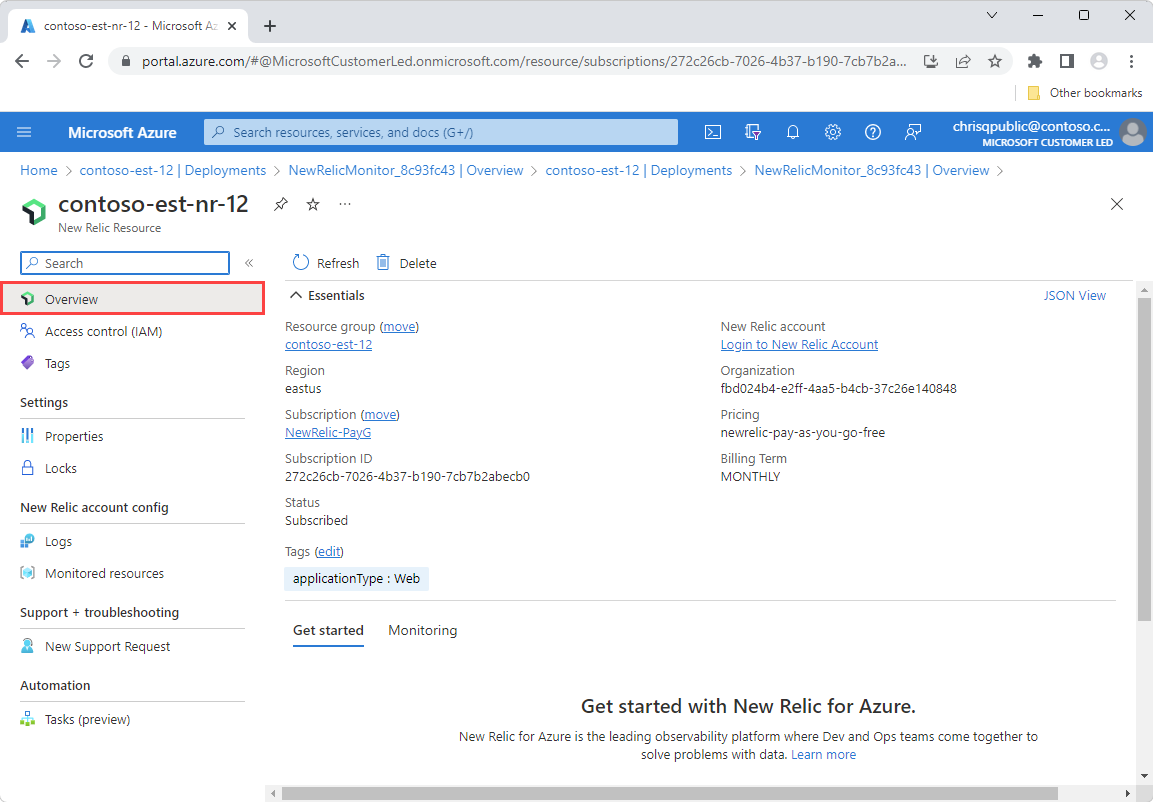 contoso-est-nr-12 - Microsoft Az
portal.azure.com/#@MicrosoftCustomerLed.onmicrosoft.com/resource/subscriptions/272c26cb-7026-4b37-b190-7cb7b2a...
Other bookmarks
Microsoft Azure
Search resources, services, and docs (G+/)
chrisqpublic@contoso.c...
MICROSOFT CUSTOMER LED
Home > contoso-est-12 | Deployments > NewRelicMonitor_8c93fc43 | Overview > contoso-est-12 | Deployments > NewRelicMonitor_8c93fc43 | Overview >
contoso-est-nr-12
New Relic Resource
Search
Overview
Access control (IAM)
Tags
Settings
Properties
Locks
New Relic account config
Logs
Monitored resources
Support + troubleshooting
New Support Request
Automation
Tasks (preview)
Refresh Delete
Essentials
JSON View
Resource group (move)
contoso-est-12
Region
eastus
Subscription (move)
NewRelic-PayG
Subscription ID
272c26cb-7026-4b37-b190-7cb7b2abecb0
Status
Subscribed
Tags (edit)
applicationType : Web
New Relic account
Login to New Relic Account
Organization
fbd024b4-e2ff-4aa5-b4cb-37c26e140848
Pricing
newrelic-pay-as-you-go-free
Billing Term
MONTHLY
Get started Monitoring
Get started with New Relic for Azure.
New Relic for Azure is the leading observability platform where Dev and Ops teams come together to
solve problems with data. Learn more